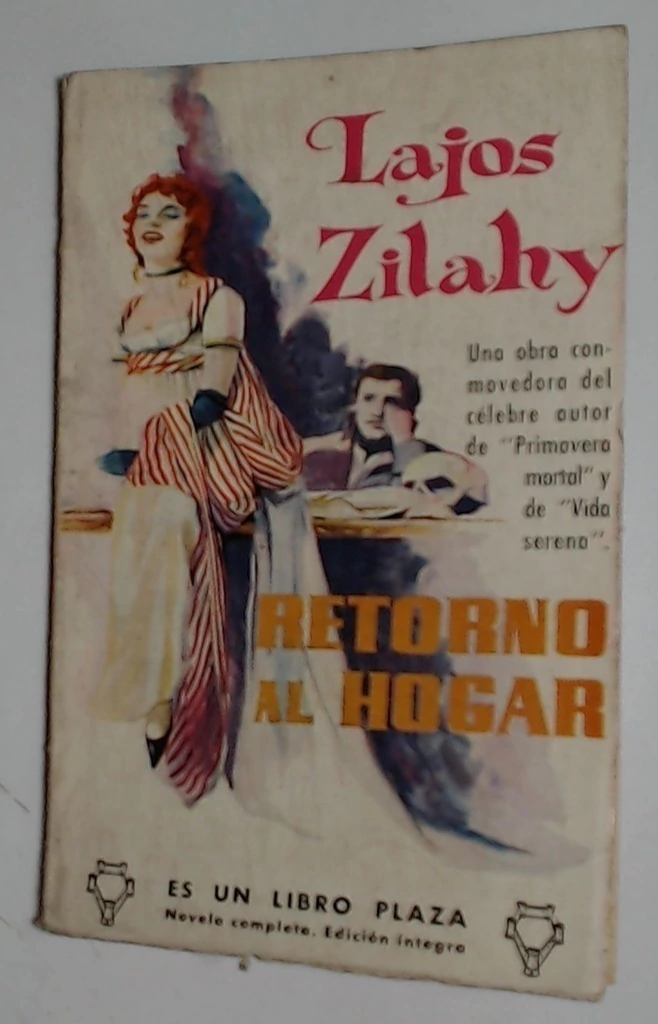 Lajos
Zilahy
Una obra con-
movedora del
célebre autor
de "Primavera
mortal" y
de "Vida
serena".
RETORNO
AL HOGAR
ES UN LIBRO PLAZA
Novela completa. Edición íntegra